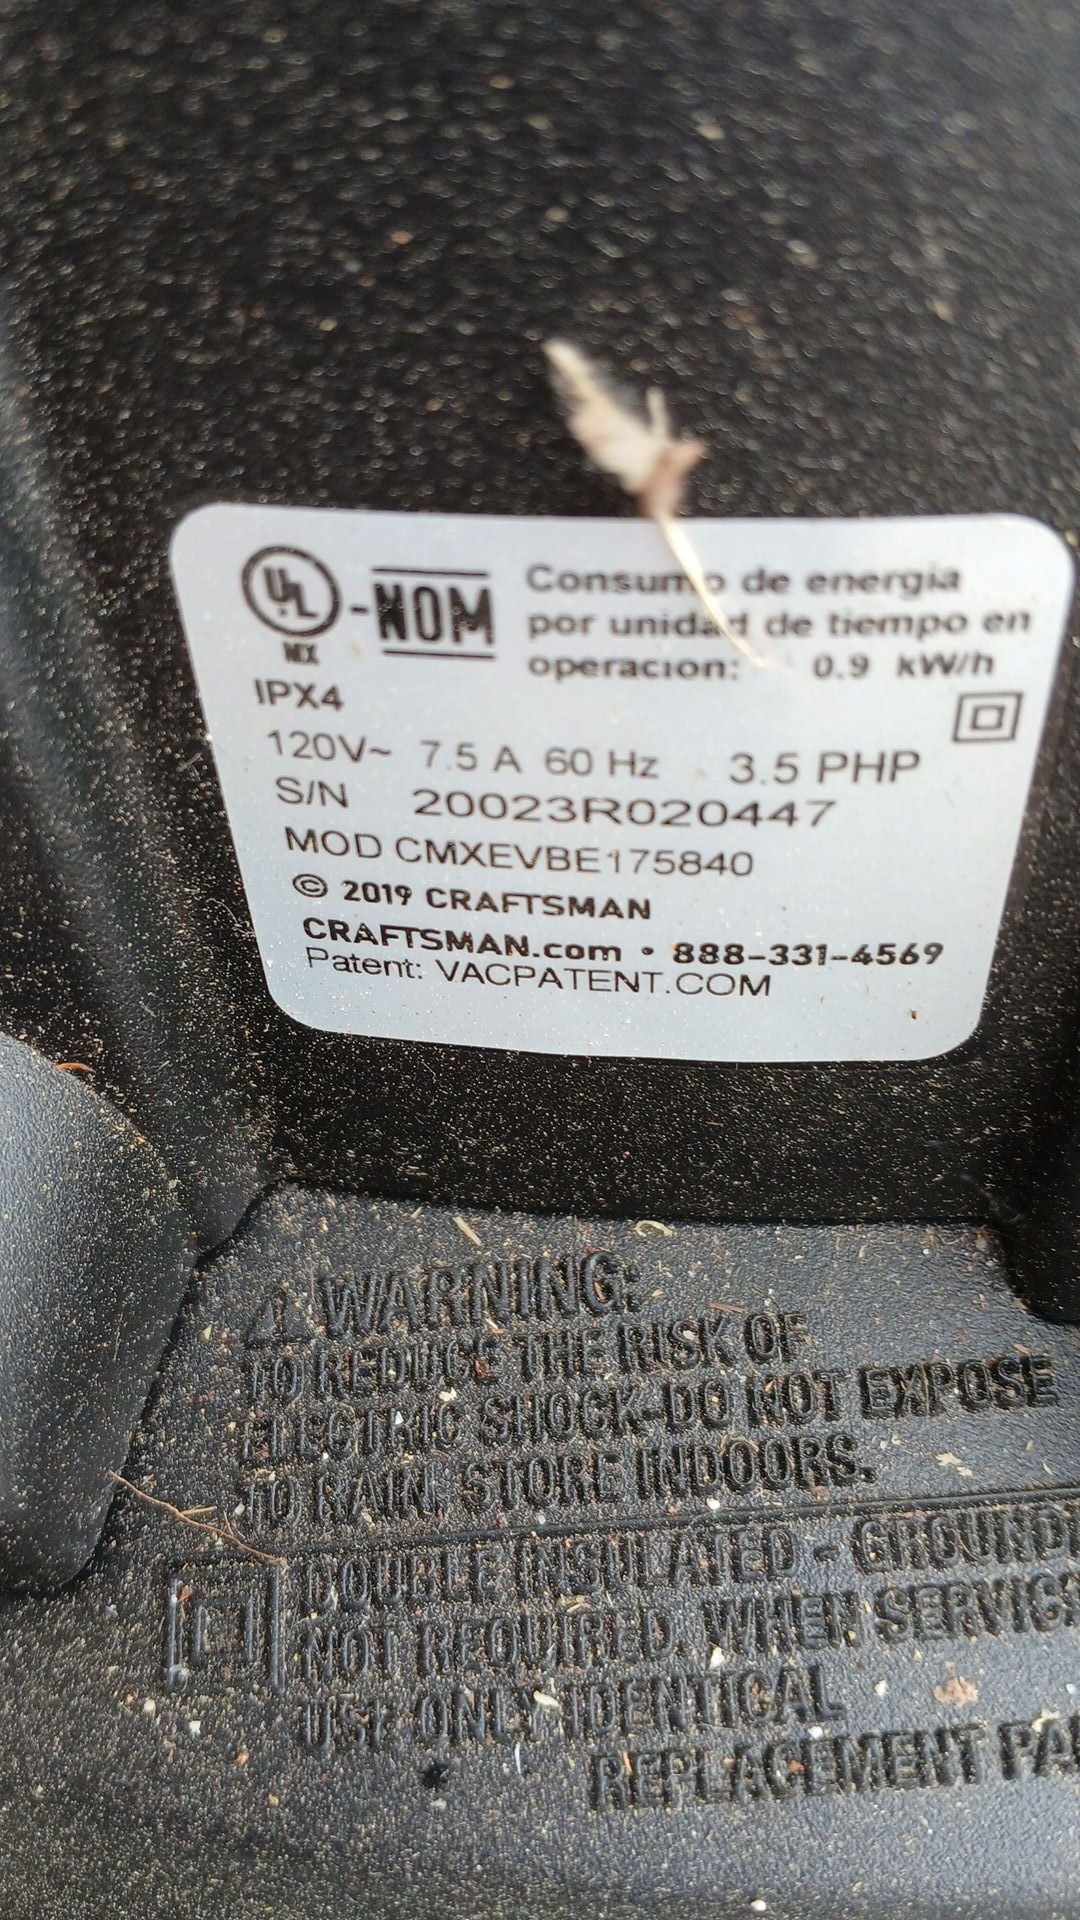 UL -NOM
MX
Consumo de energia
por unidad de tiempo en
operacion: 0.9 kW/h
IPX4
120V~ 7.5 A 60 Hz 3.5 PHP
S/N 20023R020447
MOD CMXEVBE175840
© 2019 CRAFTSMAN
CRAFTSMAN.com • 888-331-4569
Patent: VACPATENT.COM
⚠ WARNING:
TO REDUCE THE RISK OF
ELECTRIC SHOCK-DO NOT EXPOSE
TO RAIN. STORE INDOORS.
DOUBLE INSULATED - GROUNDI
NOT REQUIRED. WHEN SERVIC
USE ONLY IDENTICAL
REPLACEMENT PA